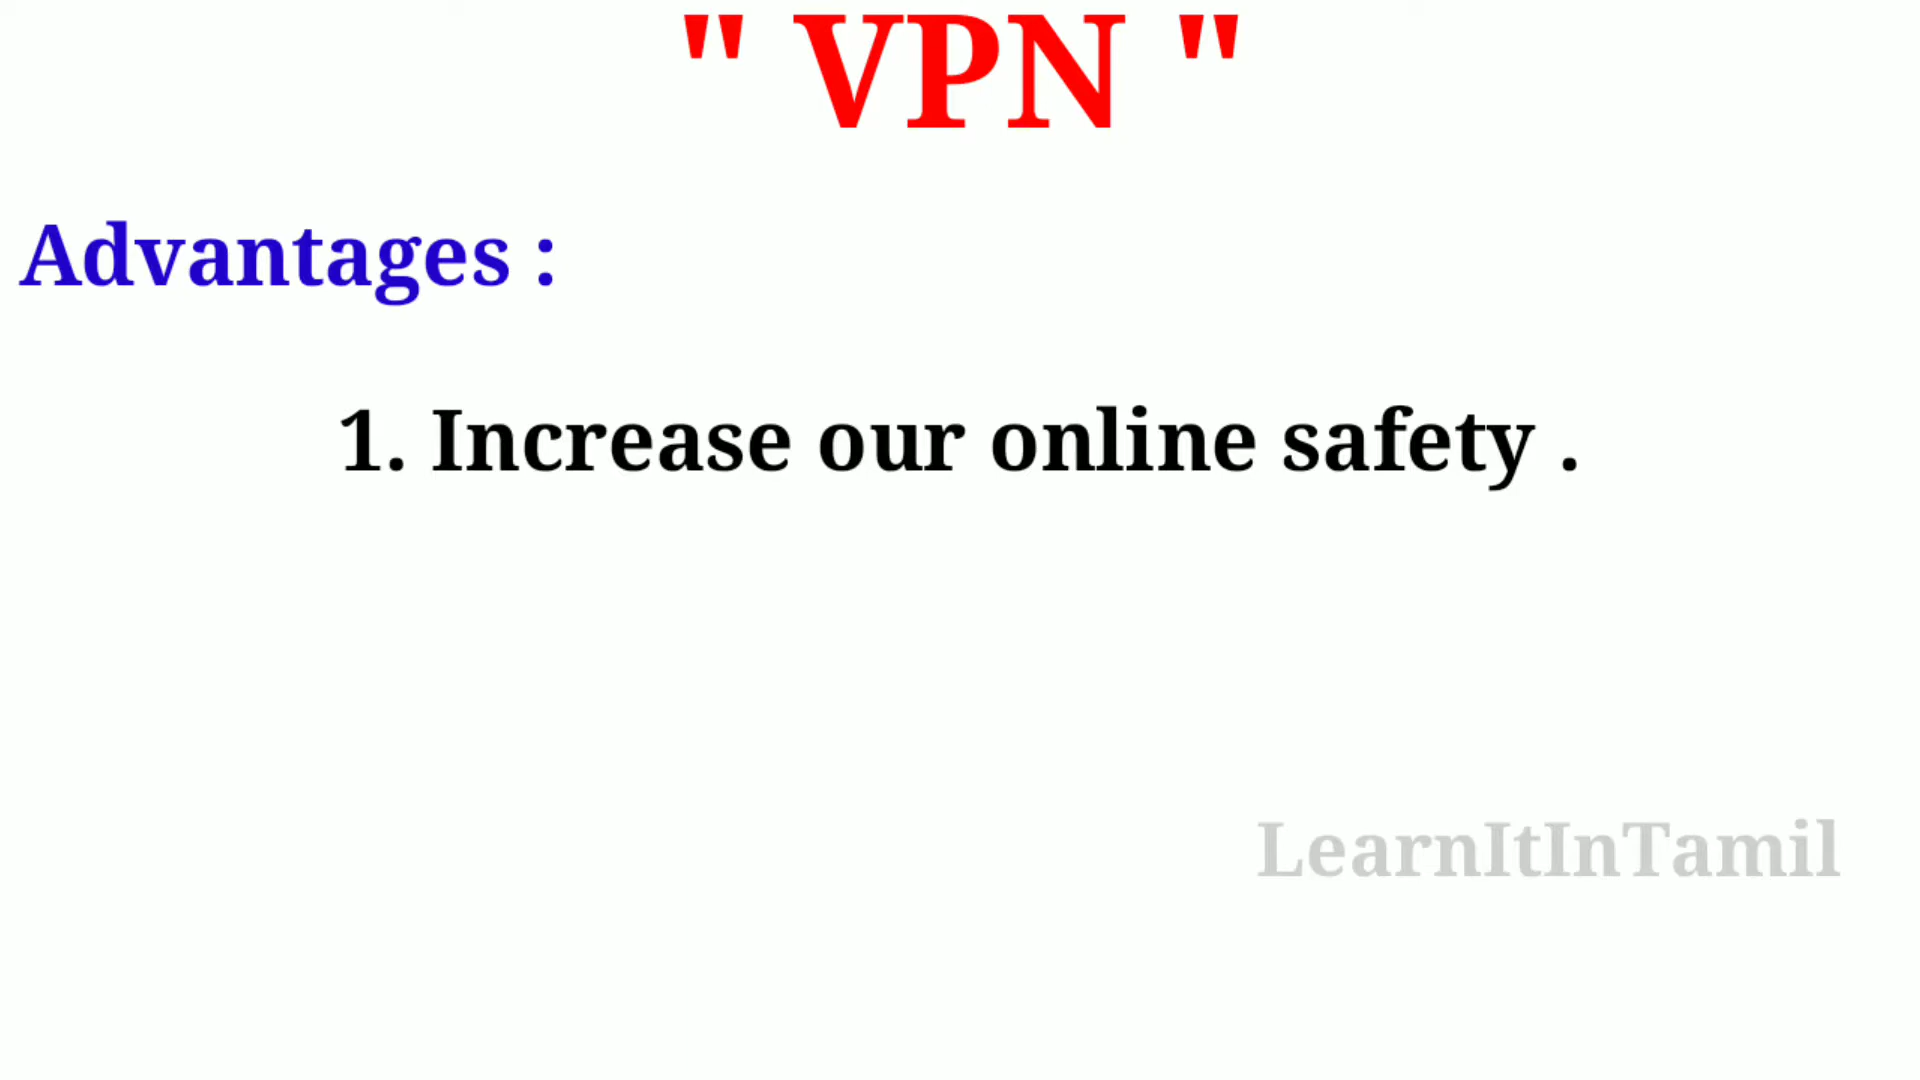 " VPN "
Advantages :
1. Increase our online safety .
LearnItInTamil